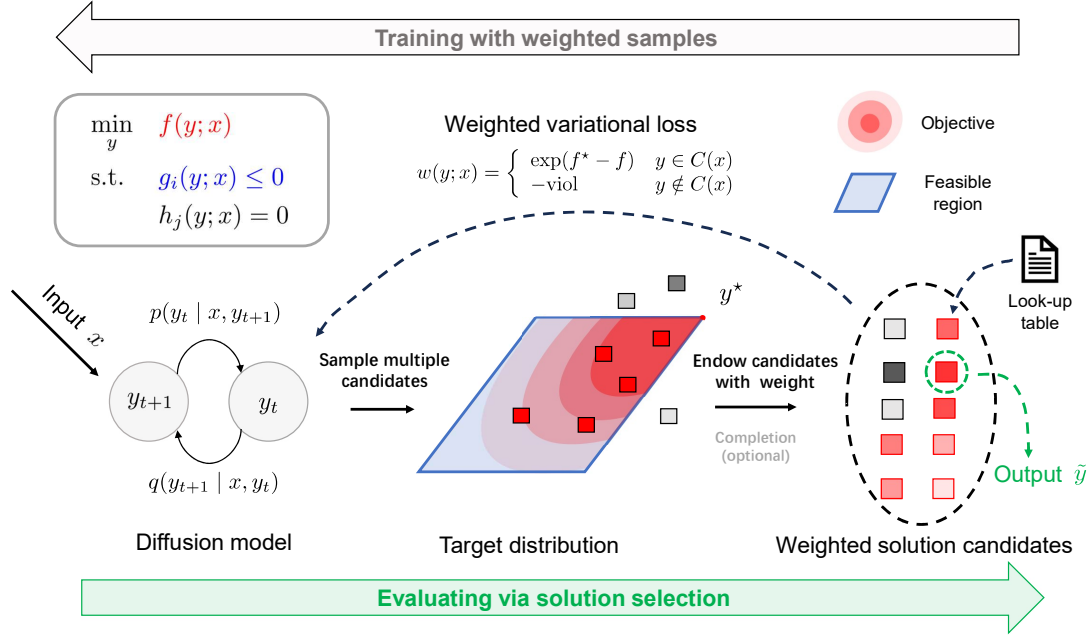 Training with weighted samples
min_y f(y; x)
s.t. g_i(y; x) ≤ 0
h_j(y; x) = 0
Weighted variational loss
w(y; x) = { exp(f⋆ − f) y ∈ C(x)
−viol y ∉ C(x)
Objective
Feasible
region
Look-up
table
Input x
p(y_t | x, y_{t+1})
y_{t+1}
y_t
q(y_{t+1} | x, y_t)
Sample multiple
candidates
y⋆
Endow candidates
with weight
Completion
(optional)
Output ỹ
Diffusion model
Target distribution
Weighted solution candidates
Evaluating via solution selection